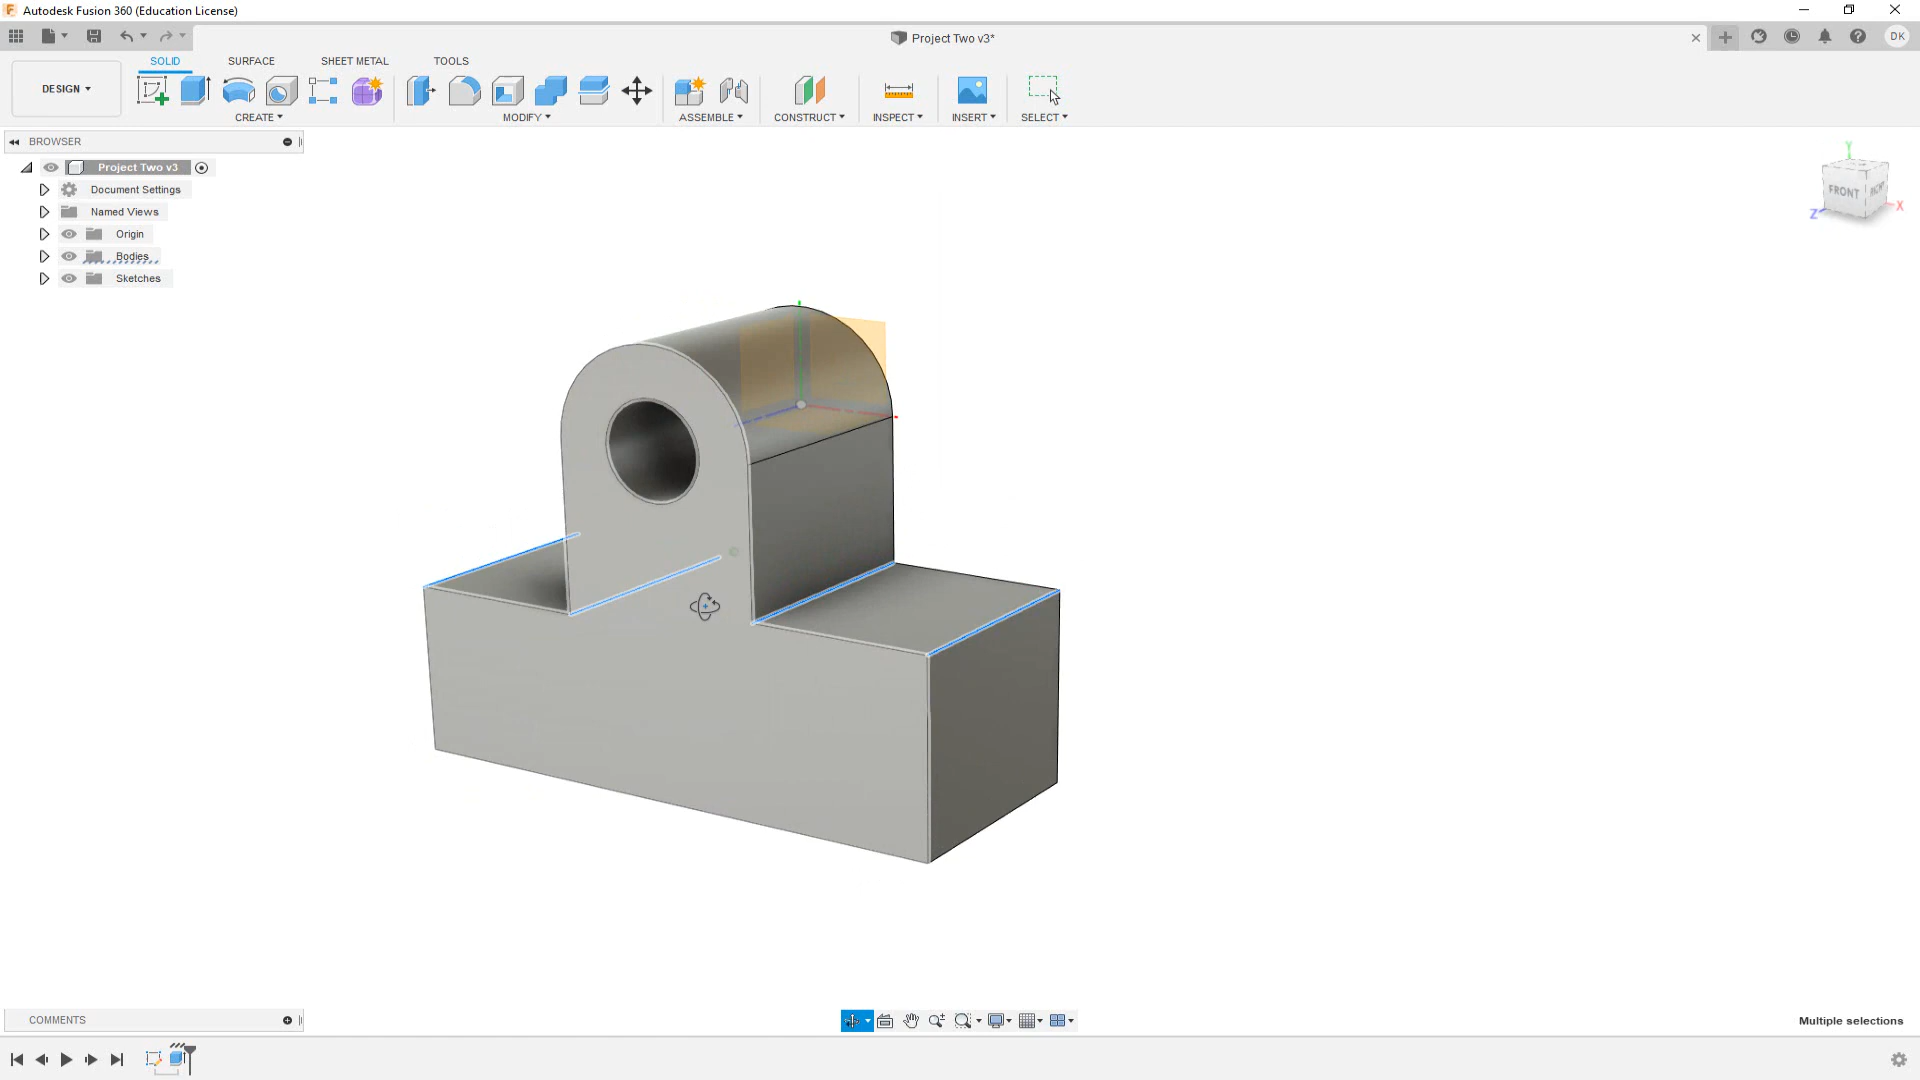 Autodesk Fusion 360 (Education License)
Project Two v3*
DK
SOLID SURFACE SHEET METAL TOOLS
DESIGN
CREATE MODIFY ASSEMBLE CONSTRUCT INSPECT INSERT SELECT
BROWSER
Project Two v3
Document Settings
Named Views
Origin
Bodies
Sketches
Y
FRONT RIGHT
Z X
COMMENTS
Multiple selections